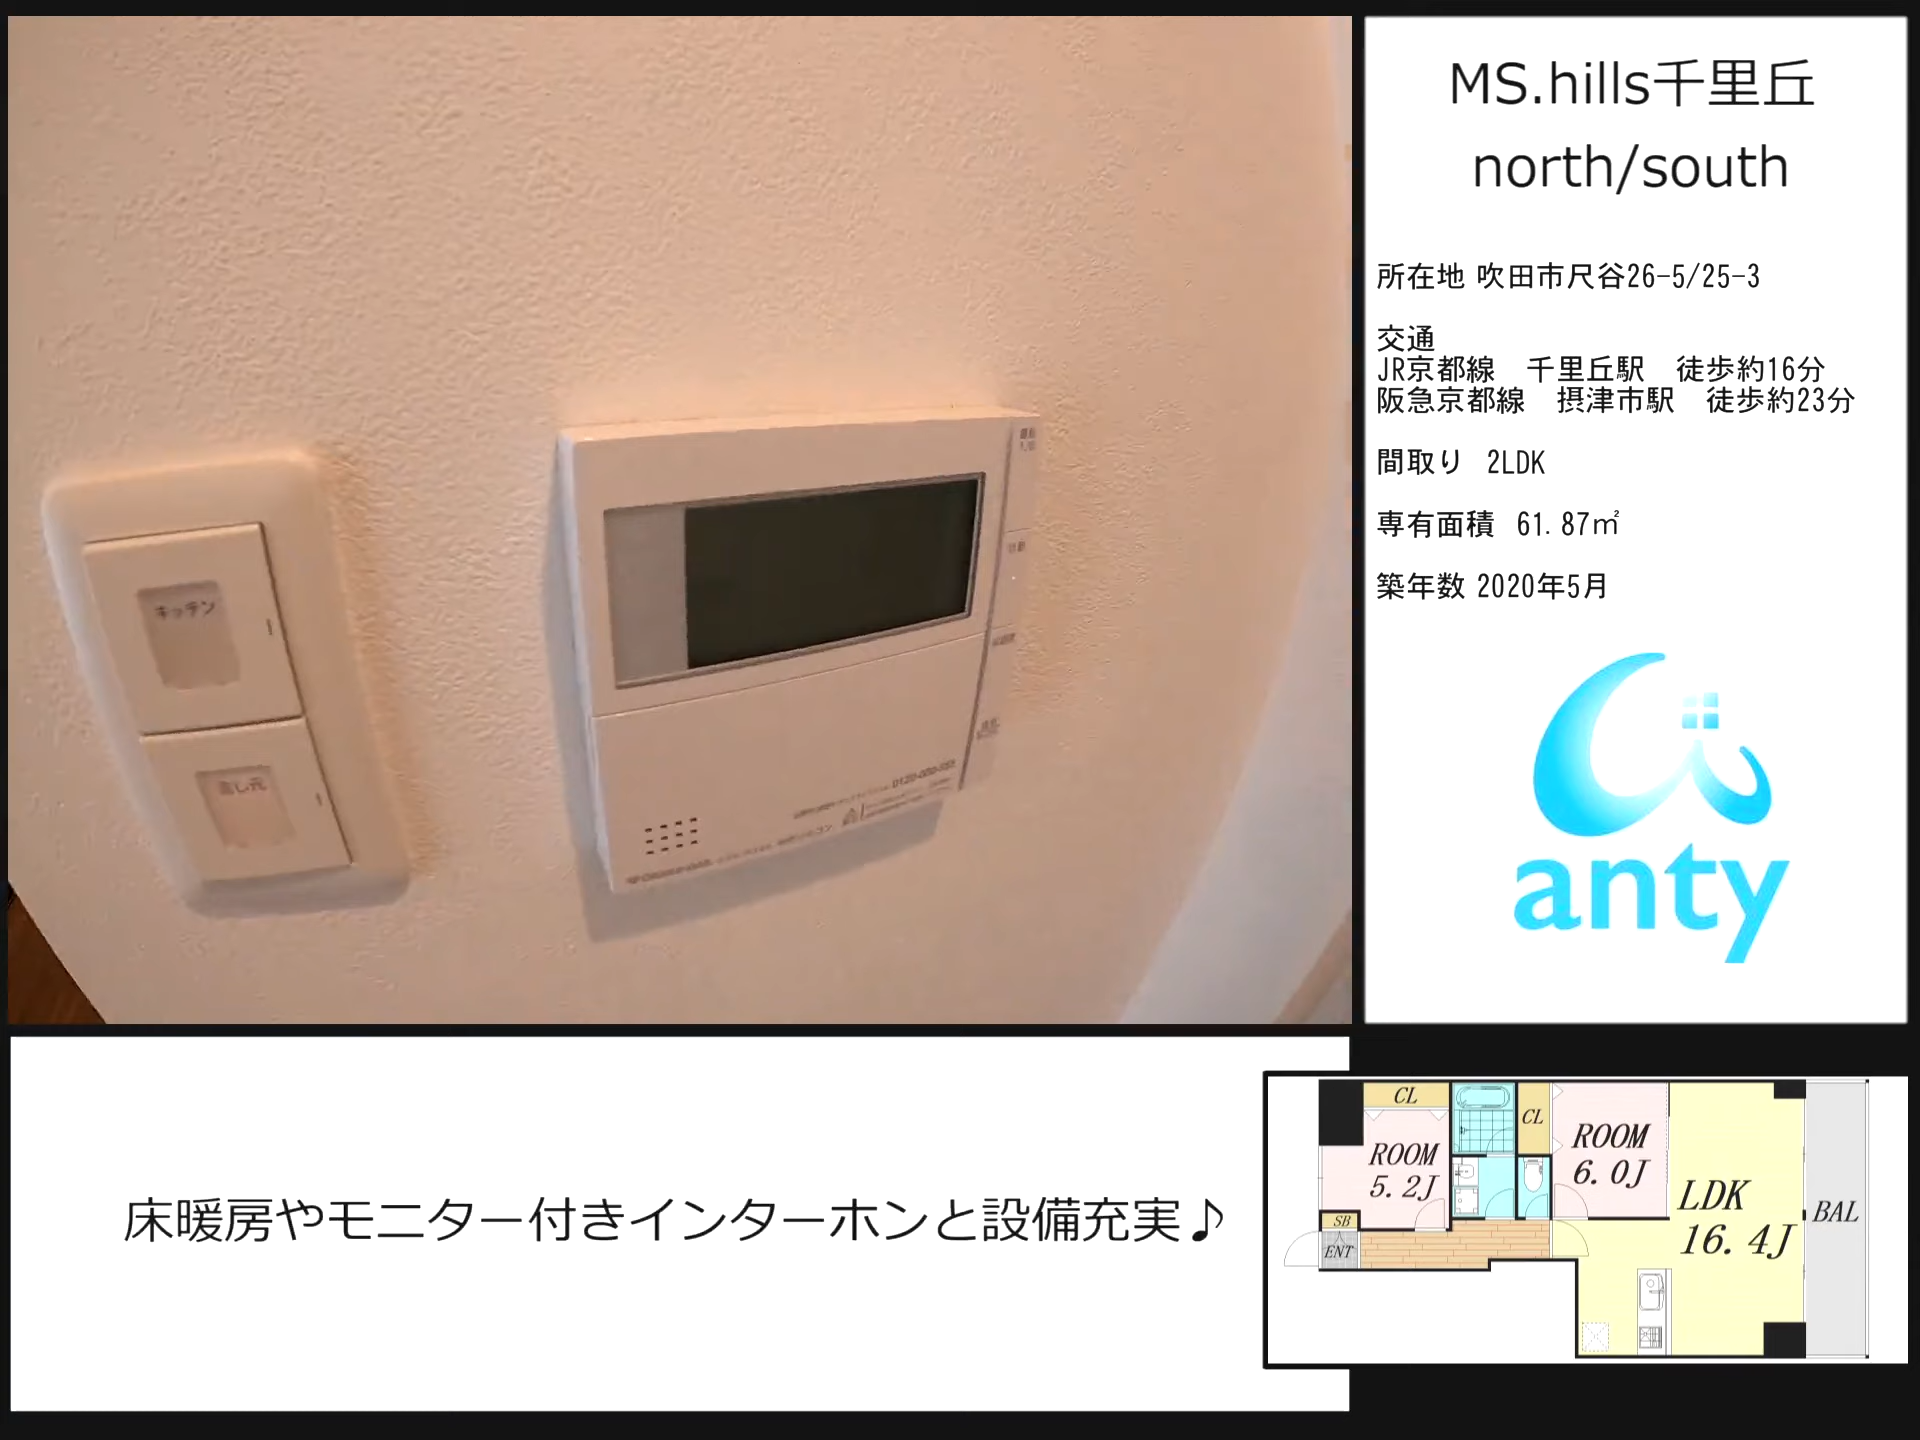 キッチン
流し元
MS.hills千里丘
north/south
所在地 吹田市尺谷26-5/25-3
交通
JR京都線 千里丘駅 徒歩約16分
阪急京都線 摂津市駅 徒歩約23分
間取り 2LDK
専有面積 61.87㎡
築年数 2020年5月
anty
床暖房やモニター付きインターホンと設備充実♪
CL
ROOM
5.2J
SB
ENT
CL
ROOM
6.0J
LDK
16.4J
BAL